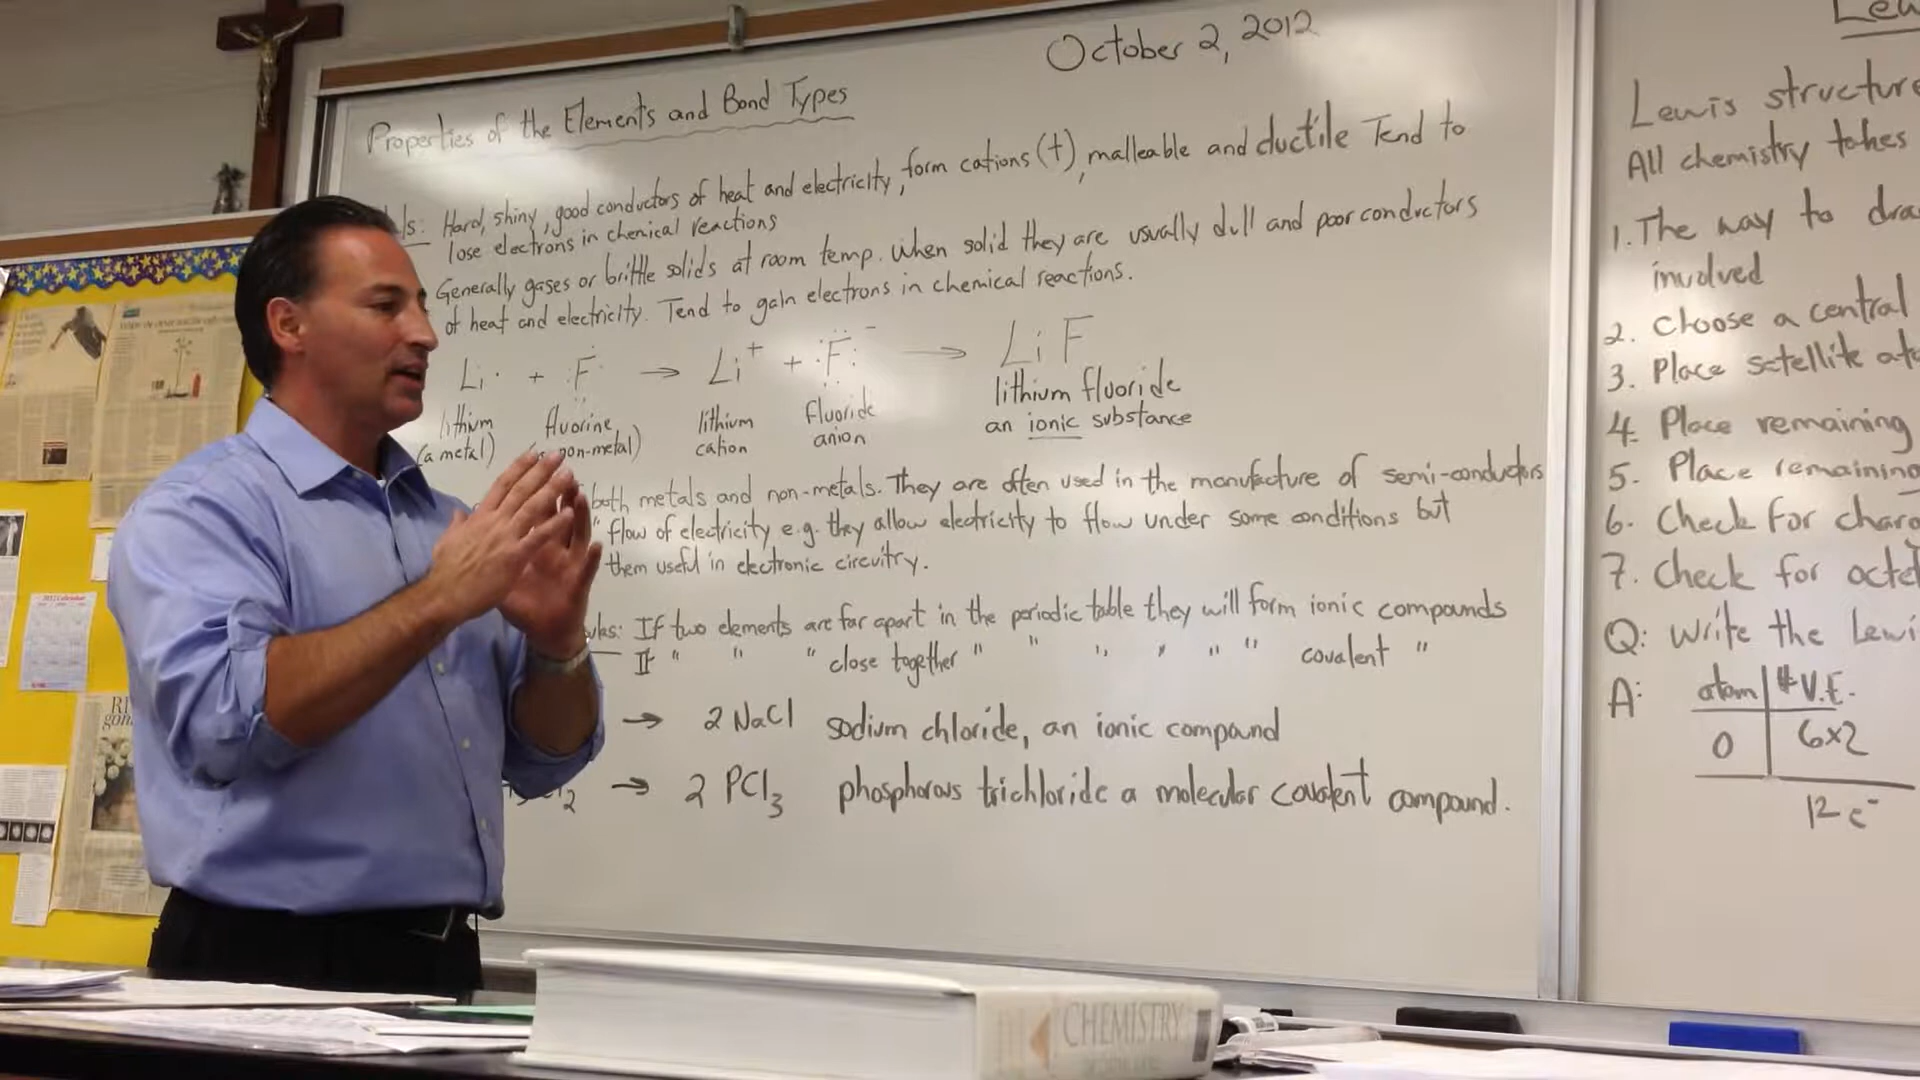 October 2, 2012
Properties of the Elements and Bond Types
ls: Hard, shiny, good conductors of heat and electricity, form cations (+), malleable and ductile Tend to
lose electrons in chemical reactions
Generally gases or brittle solids at room temp. When solid they are usually dull and poor conductors
of heat and electricity. Tend to gain electrons in chemical reactions.
Li· + F → Li⁺ + F⁻ → LiF
lithium fluorine lithium fluoride lithium fluoride
(a metal) non-metal) cation anion an ionic substance
both metals and non-metals. They are often used in the manufacture of semi-conductors
" flow of electricity e.g. they allow electricity to flow under some conditions but
them useful in electronic circuitry.
ules: If two elements are far apart in the periodic table they will form ionic compounds
If " " " close together " " " " " " covalent "
→ 2 NaCl sodium chloride, an ionic compound
→ 2 PCl₃ phosphorous trichloride a molecular covalent compound.
Lew
Lewis structure
All chemistry takes
1. The way to dra
involved
2. Choose a central
3. Place satellite at
4. Place remaining
5. Place remaining
6. Check for charg
7. Check for octet
Q: Write the Lewi
A: atom # V.E.
O 6x2
12 e⁻
2012 Calendar
CHEMISTRY